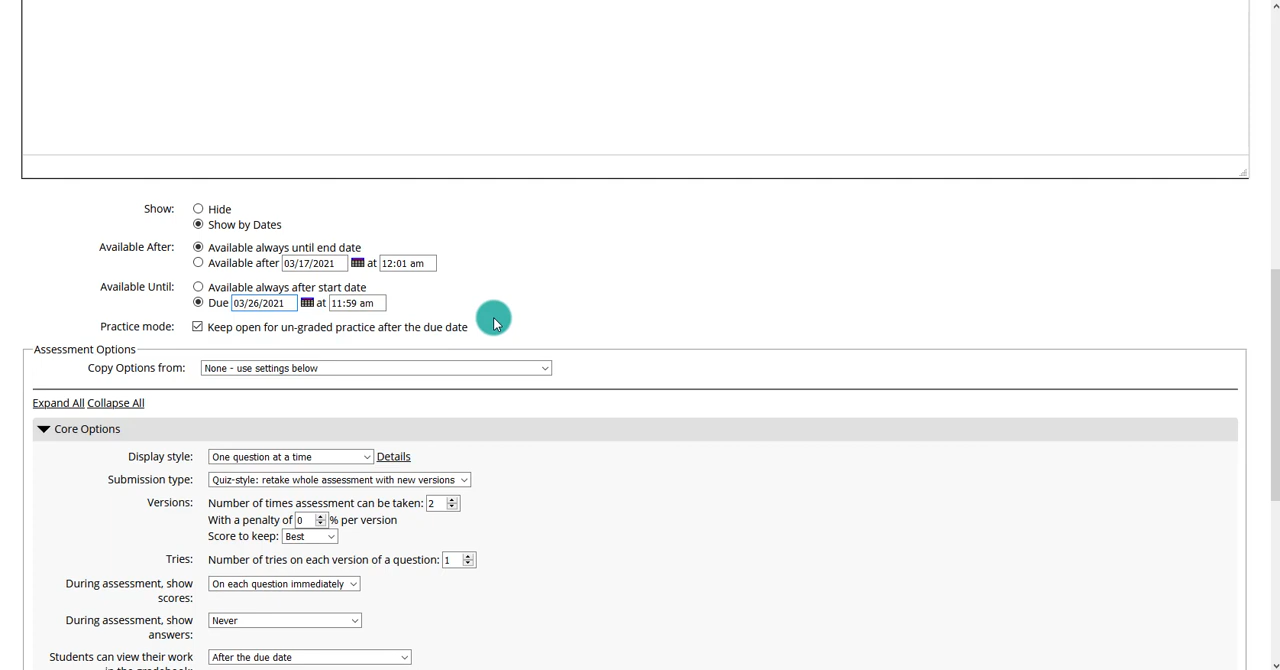 Show: Hide
Show by Dates
Available After: Available always until end date
Available after 03/17/2021 at 12:01 am
Available Until: Available always after start date
Due 03/26/2021 at 11:59 am
Practice mode: Keep open for un-graded practice after the due date
Assessment Options
Copy Options from: None - use settings below
Expand All Collapse All
Core Options
Display style: One question at a time Details
Submission type: Quiz-style: retake whole assessment with new versions
Versions: Number of times assessment can be taken: 2
With a penalty of 0 % per version
Score to keep: Best
Tries: Number of tries on each version of a question: 1
During assessment, show On each question immediately
scores:
During assessment, show Never
answers:
Students can view their work After the due date